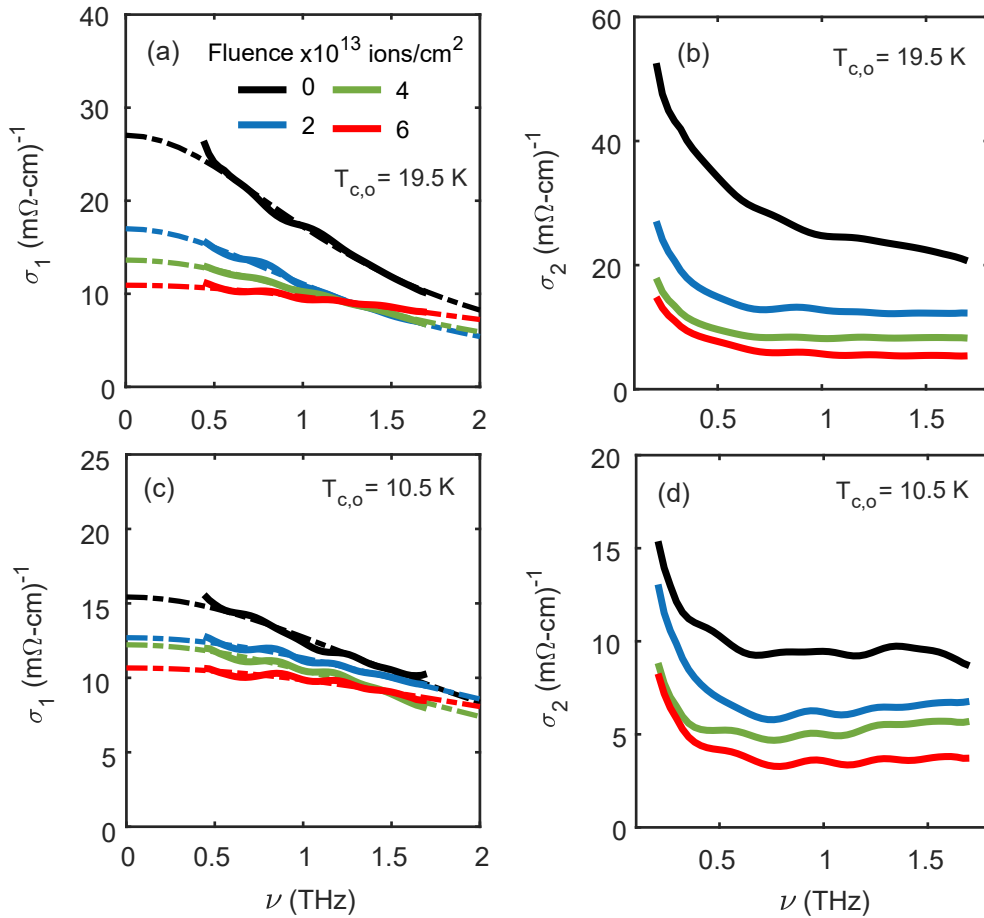 (a) Fluence x10^13 ions/cm^2
0 4
2 6
T_c,o = 19.5 K
40
30
20
10
0
σ_1 (mΩ-cm)^-1
0 0.5 1 1.5 2
(b) T_c,o = 19.5 K
60
40
20
0
σ_2 (mΩ-cm)^-1
0.5 1 1.5
(c) T_c,o = 10.5 K
25
20
15
10
5
0
σ_1 (mΩ-cm)^-1
0 0.5 1 1.5 2
ν (THz)
(d) T_c,o = 10.5 K
20
15
10
5
0
σ_2 (mΩ-cm)^-1
0.5 1 1.5
ν (THz)